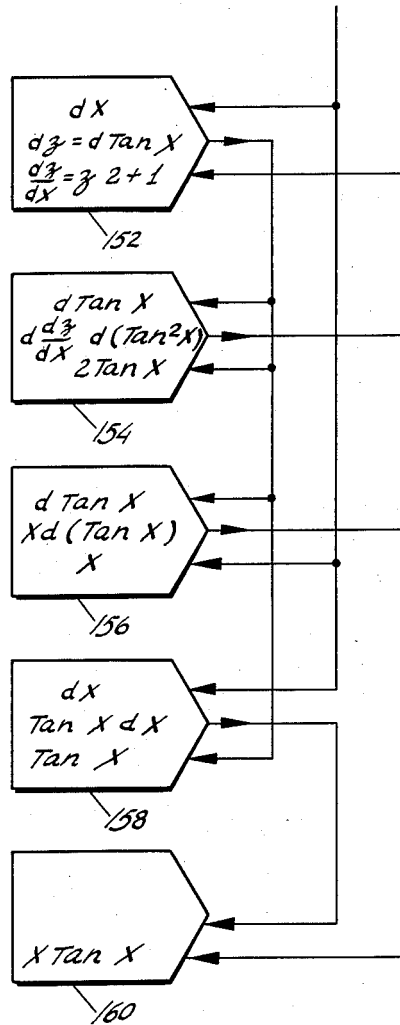 dX
dz = d Tan X
dz/dX = z 2 + 1
152
d Tan X
d dz/dX d (Tan²X)
2 Tan X
154
d Tan X
X d (Tan X)
X
156
dX
Tan X dX
Tan X
158
X Tan X
160